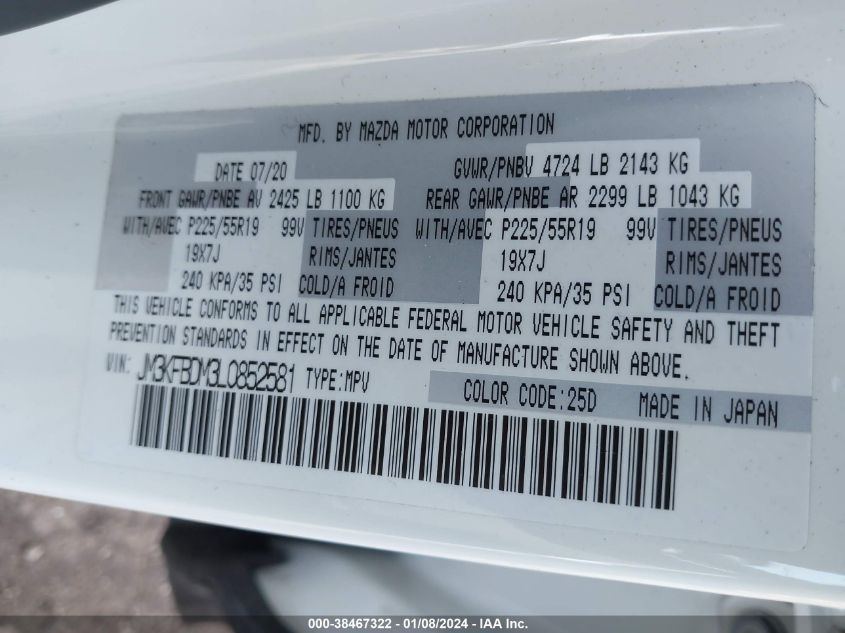 MFD. BY MAZDA MOTOR CORPORATION
DATE 07/20 GVWR/PNBV 4724 LB 2143 KG
FRONT GAWR/PNBE AV 2425 LB 1100 KG REAR GAWR/PNBE AR 2299 LB 1043 KG
WITH/AVEC P225/55R19 99V TIRES/PNEUS WITH/AVEC P225/55R19 99V TIRES/PNEUS
19X7J RIMS/JANTES 19X7J RIMS/JANTES
240 KPA/35 PSI COLD/A FROID 240 KPA/35 PSI COLD/A FROID
THIS VEHICLE CONFORMS TO ALL APPLICABLE FEDERAL MOTOR VEHICLE SAFETY AND THEFT
PREVENTION STANDARDS IN EFFECT ON THE DATE OF MANUFACTURE SHOWN ABOVE.
VIN: JM3KFBDM3L0852581 TYPE:MPV COLOR CODE:25D MADE IN JAPAN
000-38467322 - 01/08/2024 - IAA Inc.